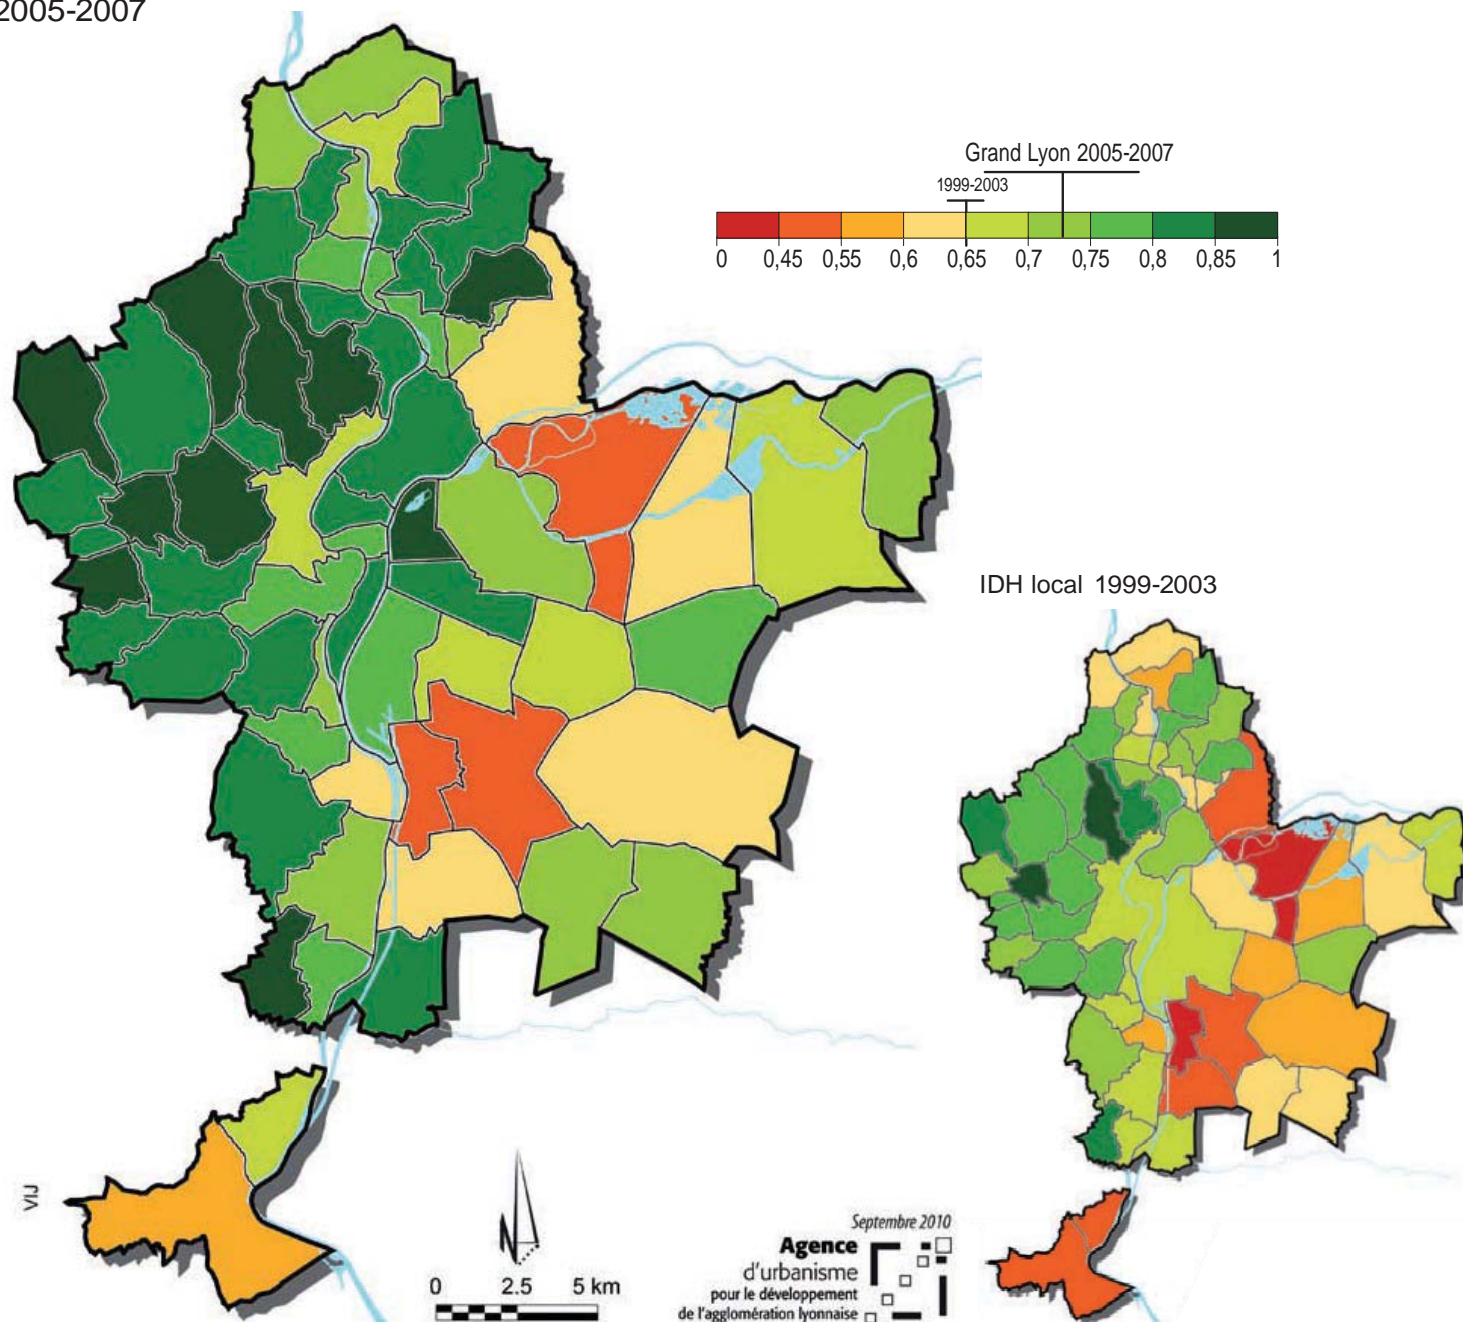 2005-2007
Grand Lyon 2005-2007
1999-2003
0 0,45 0,55 0,6 0,65 0,7 0,75 0,8 0,85 1
IDH local 1999-2003
VIJ
N
0 2.5 5 km
Septembre 2010
Agence
d'urbanisme
pour le développement
de l'agglomération lyonnaise